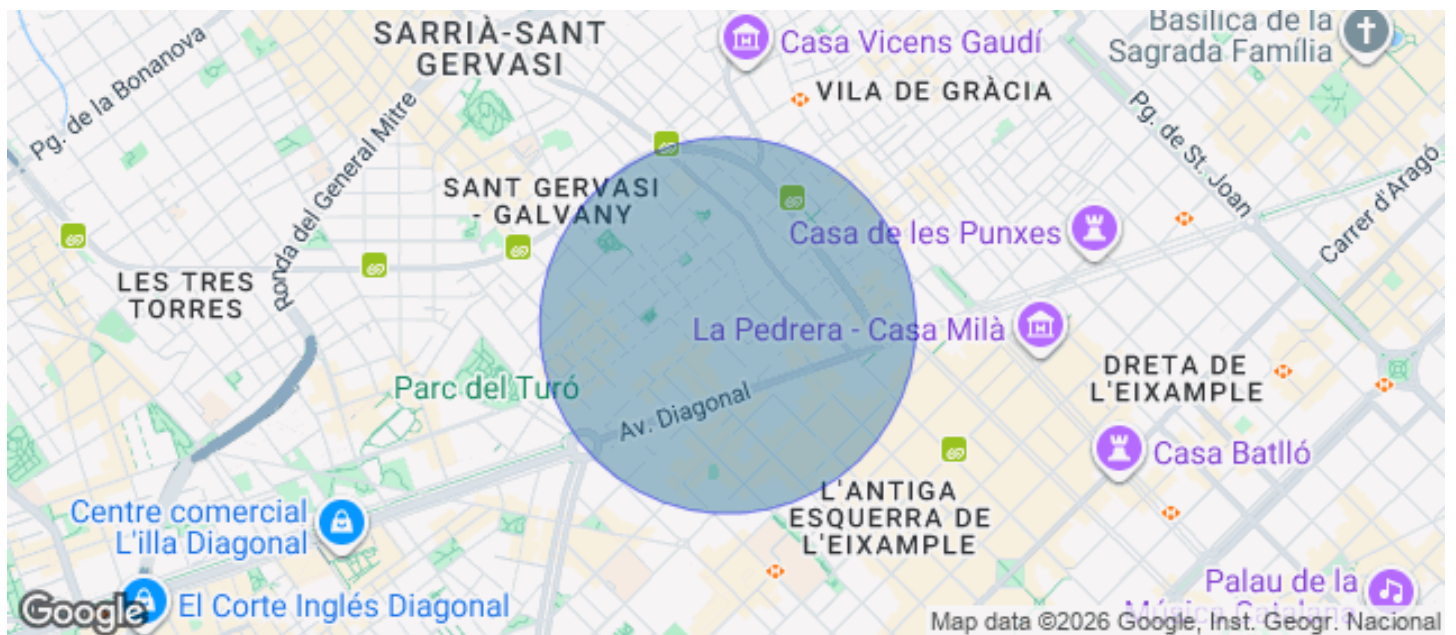 Basílica de la
Sagrada Família
SARRIÀ-SANT
GERVASI
Casa Vicens Gaudí
Pg. de la Bonanova
VILA DE GRÀCIA
Ronda del General Mitre
Pg. de St. Joan
SANT GERVASI
- GALVANY
Carrer d'Aragó
Casa de les Punxes
LES TRES
TORRES
La Pedrera - Casa Milà
DRETA DE
L'EIXAMPLE
Parc del Turó
Av. Diagonal
Casa Batlló
L'ANTIGA
ESQUERRA DE
L'EIXAMPLE
Centre comercial
L'illa Diagonal
Palau de la
Música Catalana
El Corte Inglés Diagonal
Google
Map data ©2026 Google, Inst. Geogr. Nacional